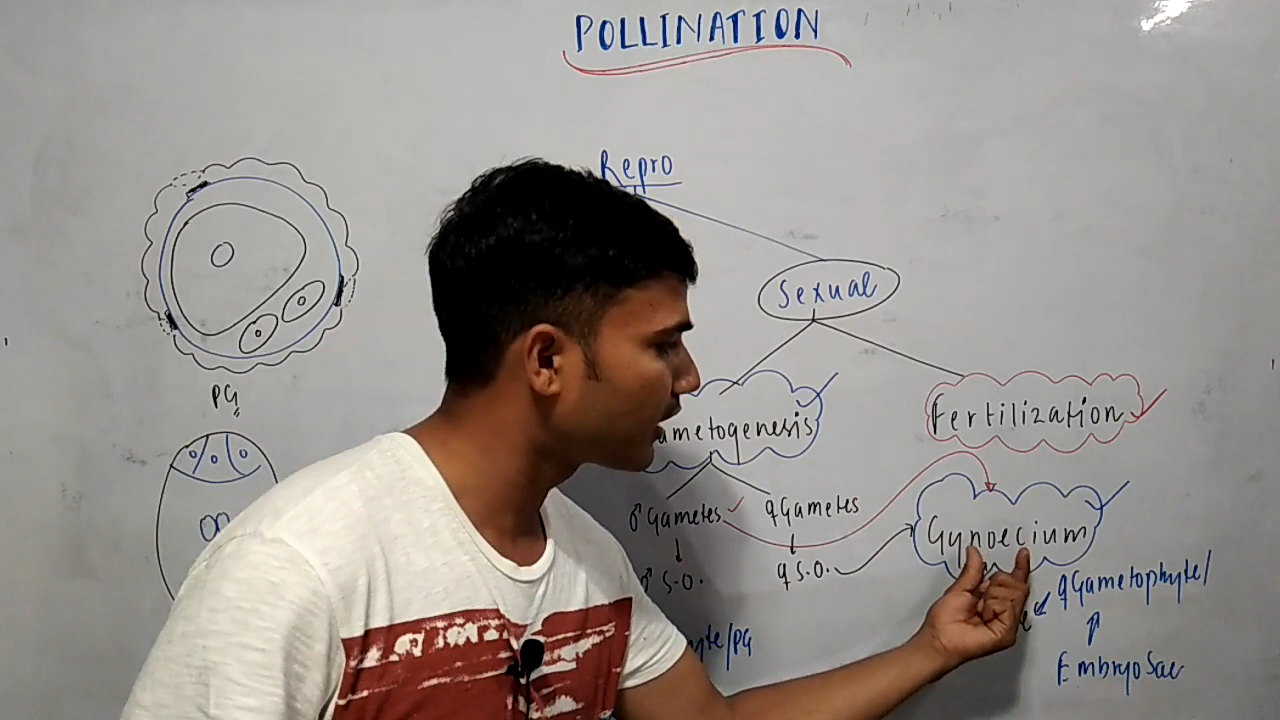 POLLINATION
Repro
Sexual
ametogenesis
Fertilization
♂ Gametes
♀ Gametes
Gynoecium
♂ S.O.
♀ S.O.
♀ Gametophyte/
yte/PG
Embryo Sac
PG